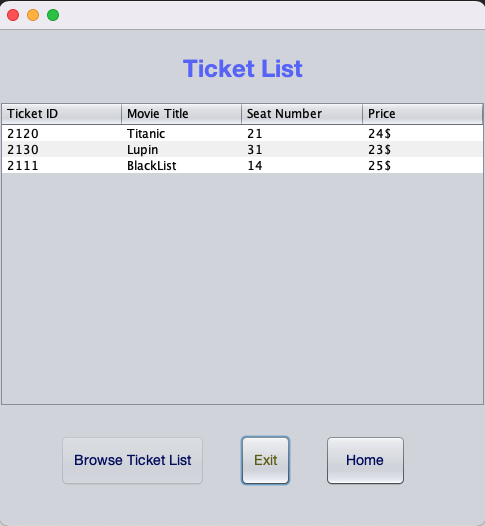 Ticket List
Ticket ID Movie Title Seat Number Price
2120 Titanic 21 24$
2130 Lupin 31 23$
2111 BlackList 14 25$
Browse Ticket List Exit Home